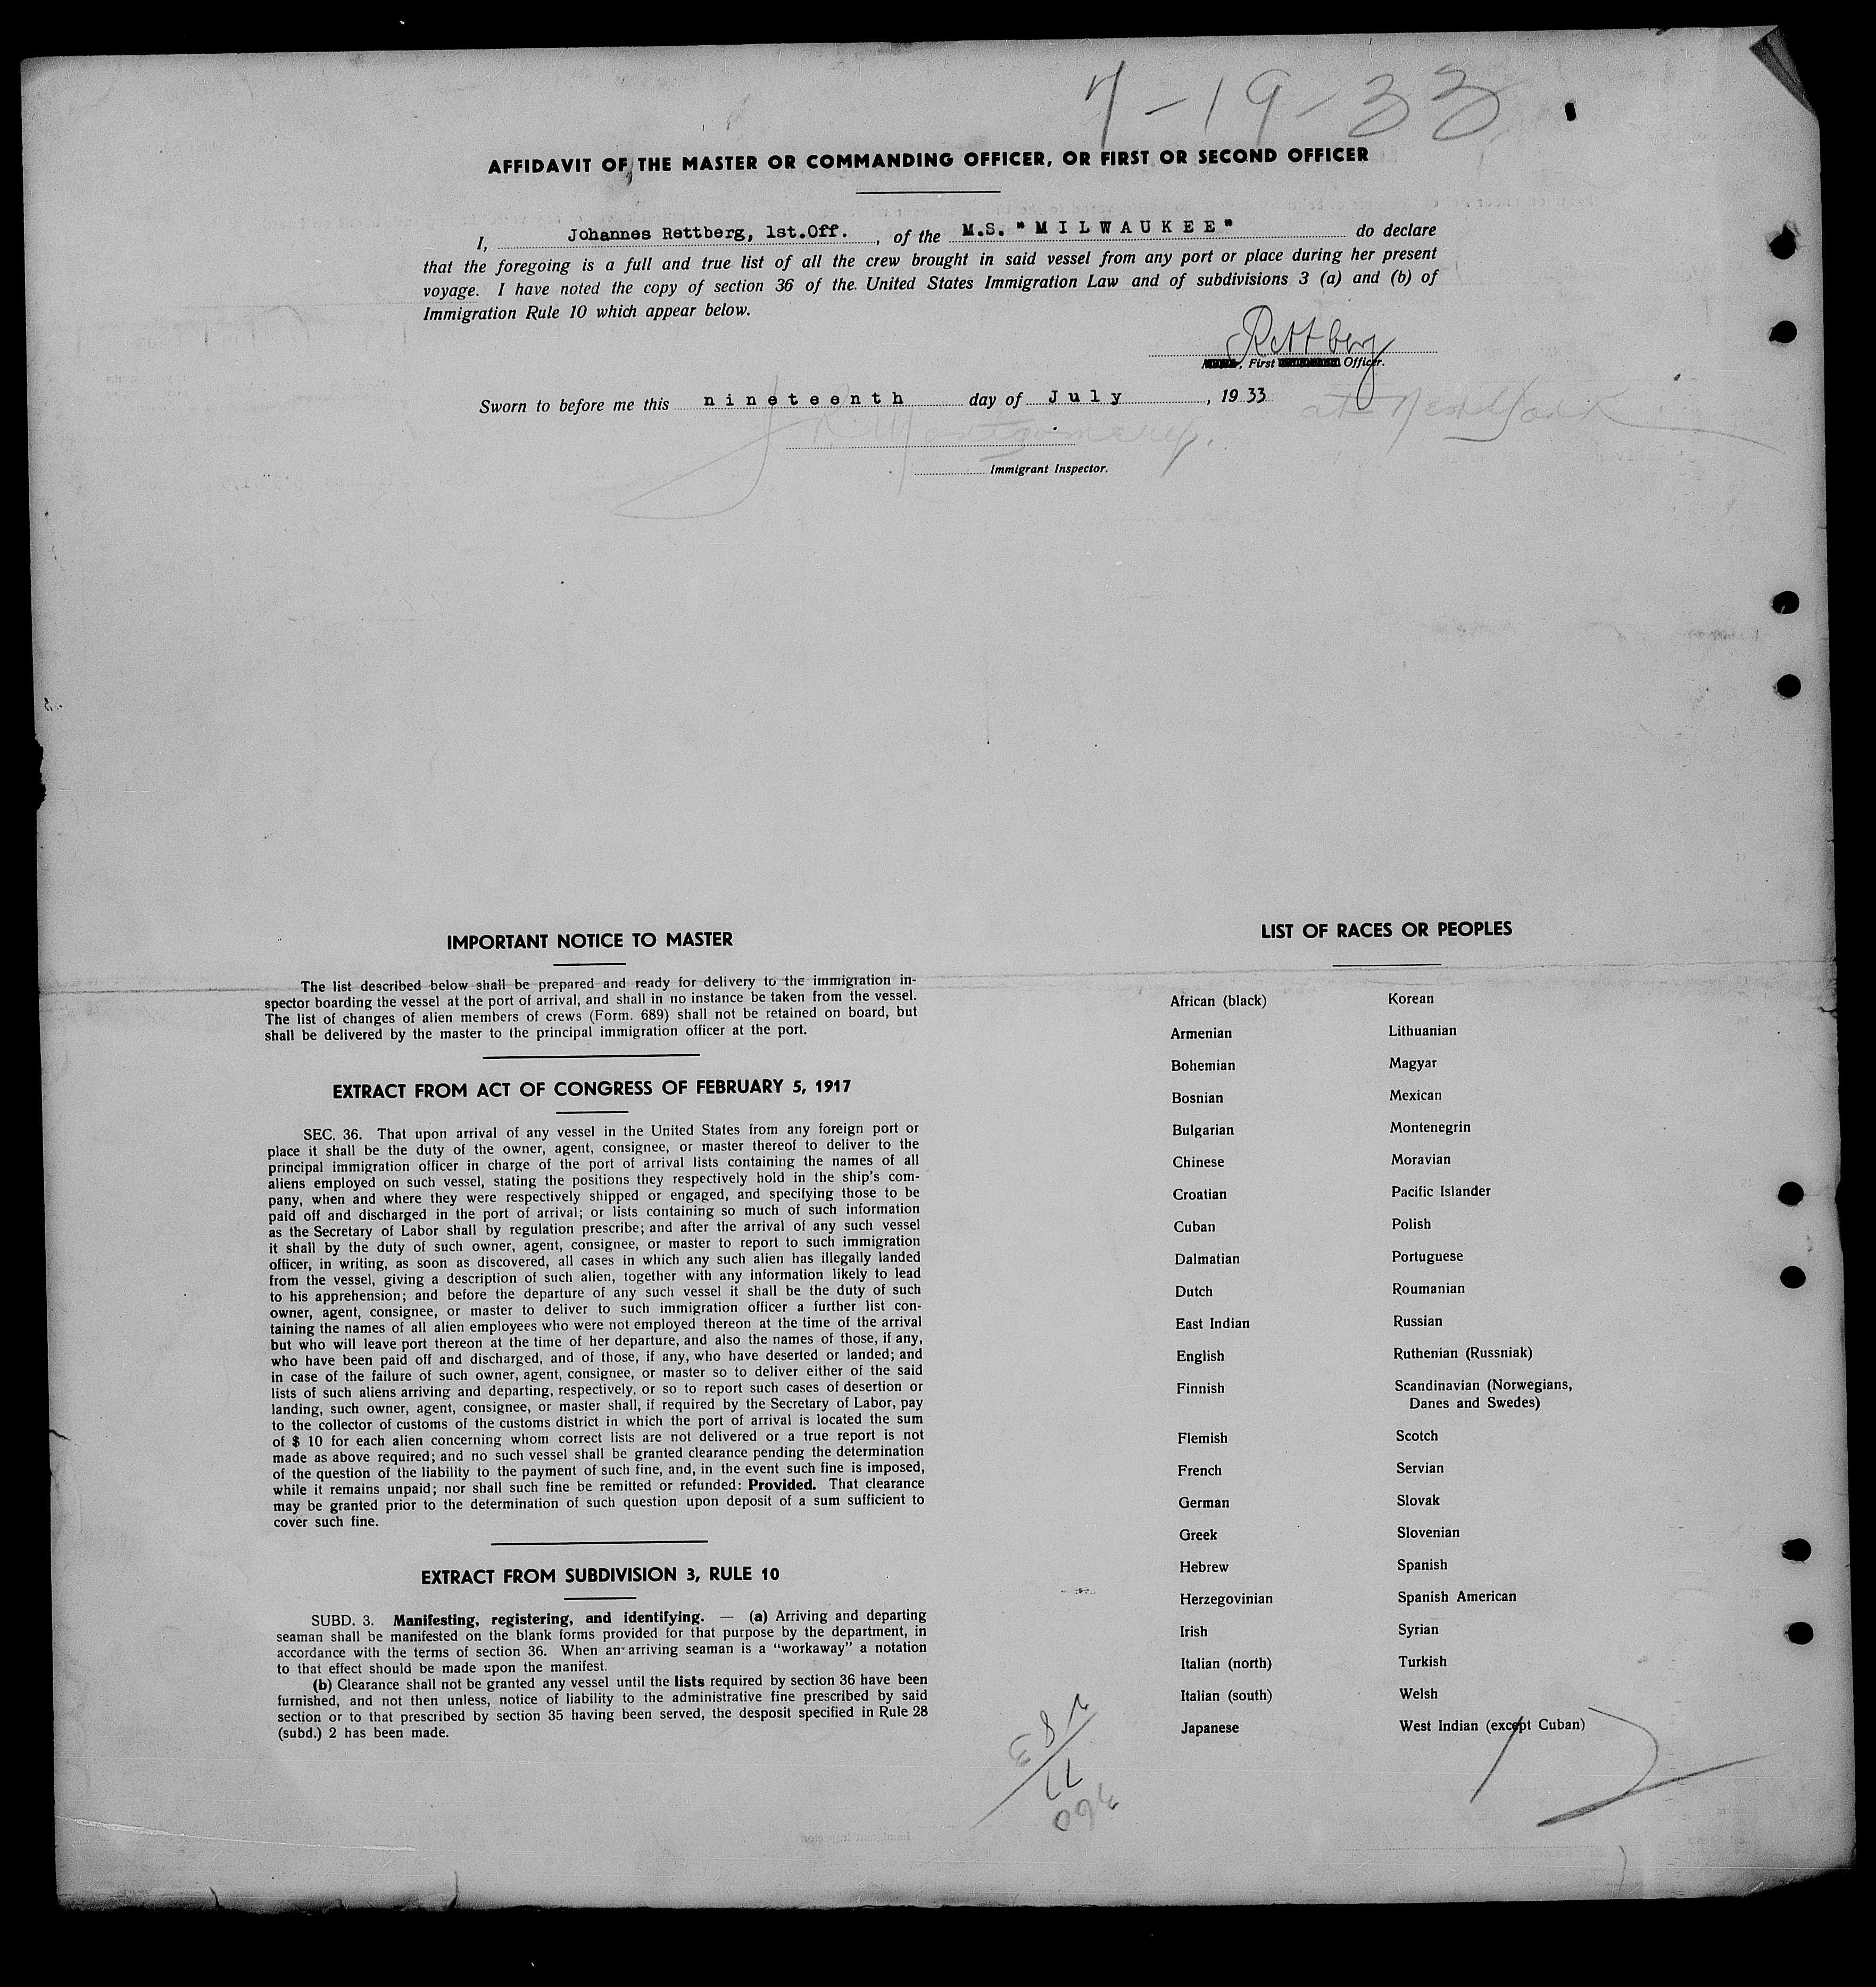 7-19-33
AFFIDAVIT OF THE MASTER OR COMMANDING OFFICER, OR FIRST OR SECOND OFFICER
I, Johannes Rettberg, 1st.Off. , of the M.S. "MILWAUKEE" do declare
that the foregoing is a full and true list of all the crew brought in said vessel from any port or place during her present
voyage. I have noted the copy of section 36 of the United States Immigration Law and of subdivisions 3 (a) and (b) of
Immigration Rule 10 which appear below.
Rettberg
, First Officer.
Sworn to before me this nineteenth day of July , 1933 at New York
J R Montgomery.
Immigrant Inspector.
IMPORTANT NOTICE TO MASTER
The list described below shall be prepared and ready for delivery to the immigration in-
spector boarding the vessel at the port of arrival, and shall in no instance be taken from the vessel.
The list of changes of alien members of crews (Form. 689) shall not be retained on board, but
shall be delivered by the master to the principal immigration officer at the port.
EXTRACT FROM ACT OF CONGRESS OF FEBRUARY 5, 1917
SEC. 36. That upon arrival of any vessel in the United States from any foreign port or
place it shall be the duty of the owner, agent, consignee, or master thereof to deliver to the
principal immigration officer in charge of the port of arrival lists containing the names of all
aliens employed on such vessel, stating the positions they respectively hold in the ship's com-
pany, when and where they were respectively shipped or engaged, and specifying those to be
paid off and discharged in the port of arrival; or lists containing so much of such information
as the Secretary of Labor shall by regulation prescribe; and after the arrival of any such vessel
it shall by the duty of such owner, agent, consignee, or master to report to such immigration
officer, in writing, as soon as discovered, all cases in which any such alien has illegally landed
from the vessel, giving a description of such alien, together with any information likely to lead
to his apprehension; and before the departure of any such vessel it shall be the duty of such
owner, agent, consignee, or master to deliver to such immigration officer a further list con-
taining the names of all alien employees who were not employed thereon at the time of the arrival
but who will leave port thereon at the time of her departure, and also the names of those, if any,
who have been paid off and discharged, and of those, if any, who have deserted or landed; and
in case of the failure of such owner, agent, consignee, or master so to deliver either of the said
lists of such aliens arriving and departing, respectively, or so to report such cases of desertion or
landing, such owner, agent, consignee, or master shall, if required by the Secretary of Labor, pay
to the collector of customs of the customs district in which the port of arrival is located the sum
of $ 10 for each alien concerning whom correct lists are not delivered or a true report is not
made as above required; and no such vessel shall be granted clearance pending the determination
of the question of the liability to the payment of such fine, and, in the event such fine is imposed,
while it remains unpaid; nor shall such fine be remitted or refunded: Provided. That clearance
may be granted prior to the determination of such question upon deposit of a sum sufficient to
cover such fine.
EXTRACT FROM SUBDIVISION 3, RULE 10
SUBD. 3. Manifesting, registering, and identifying. — (a) Arriving and departing
seaman shall be manifested on the blank forms provided for that purpose by the department, in
accordance with the terms of section 36. When an arriving seaman is a "workaway" a notation
to that effect should be made upon the manifest.
(b) Clearance shall not be granted any vessel until the lists required by section 36 have been
furnished, and not then unless, notice of liability to the administrative fine prescribed by said
section or to that prescribed by section 35 having been served, the desposit specified in Rule 28
(subd.) 2 has been made.
LIST OF RACES OR PEOPLES
African (black)
Armenian
Bohemian
Bosnian
Bulgarian
Chinese
Croatian
Cuban
Dalmatian
Dutch
East Indian
English
Finnish
Flemish
French
German
Greek
Hebrew
Herzegovinian
Irish
Italian (north)
Italian (south)
Japanese
Korean
Lithuanian
Magyar
Mexican
Montenegrin
Moravian
Pacific Islander
Polish
Portuguese
Roumanian
Russian
Ruthenian (Russniak)
Scandinavian (Norwegians,
Danes and Swedes)
Scotch
Servian
Slovak
Slovenian
Spanish
Spanish American
Syrian
Turkish
Welsh
West Indian (except Cuban)